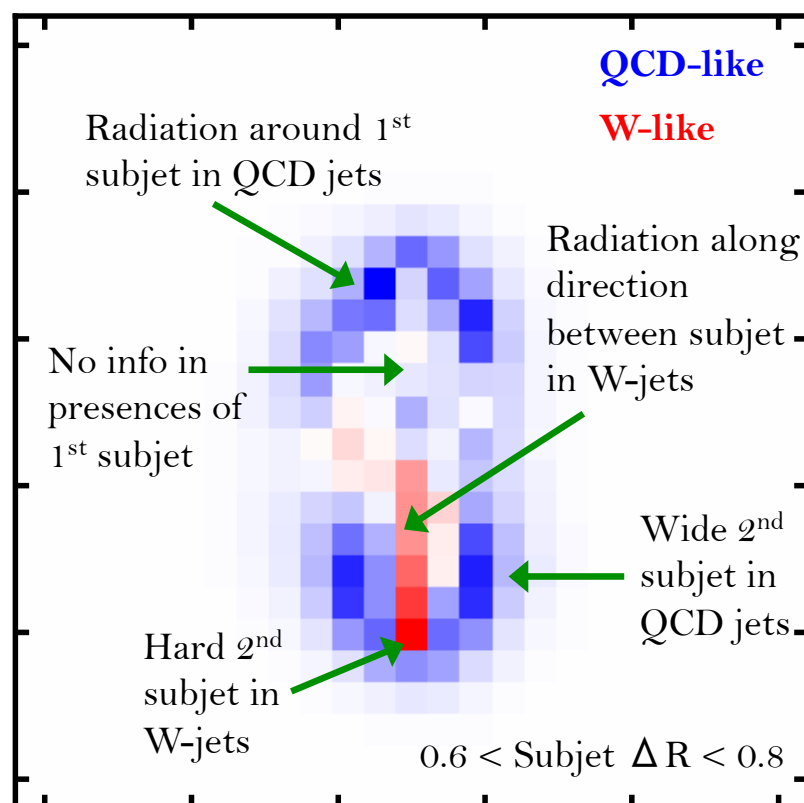 QCD-like
W-like
Radiation around 1st
subjet in QCD jets
Radiation along
direction
between subjet
in W-jets
No info in
presences of
1st subjet
Wide 2nd
subjet in
QCD jets
Hard 2nd
subjet in
W-jets
0.6 < Subjet Δ R < 0.8